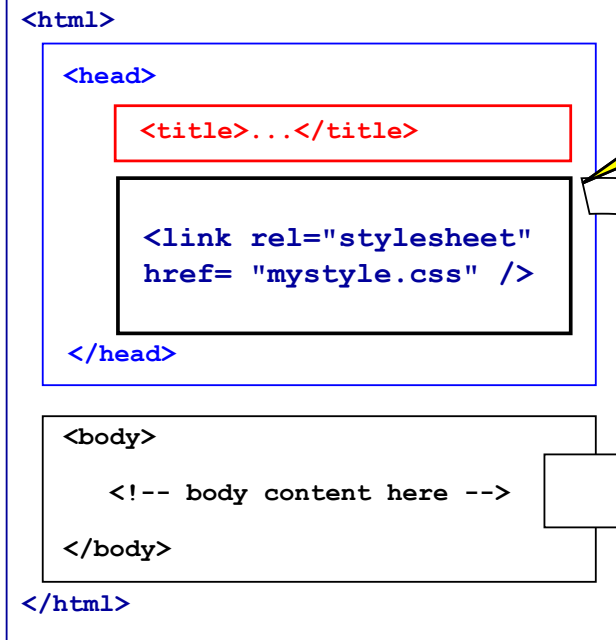 <html>
<head>
<title>...</title>
<link rel="stylesheet"
href= "mystyle.css" />
</head>
<body>
<!-- body content here -->
</body>
</html>